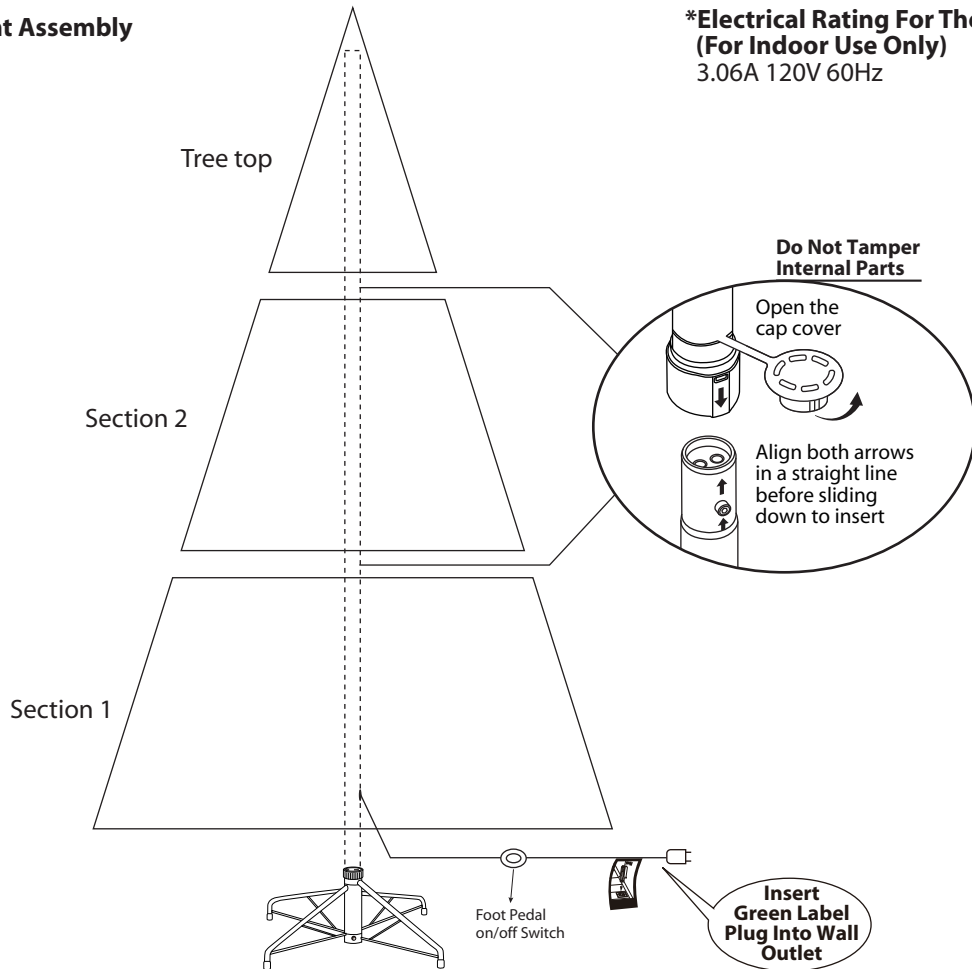 t Assembly
*Electrical Rating For The
(For Indoor Use Only)
3.06A 120V 60Hz
Tree top
Do Not Tamper
Internal Parts
Open the
cap cover
Section 2
Align both arrows
in a straight line
before sliding
down to insert
Section 1
Foot Pedal
on/off Switch
Insert
Green Label
Plug Into Wall
Outlet